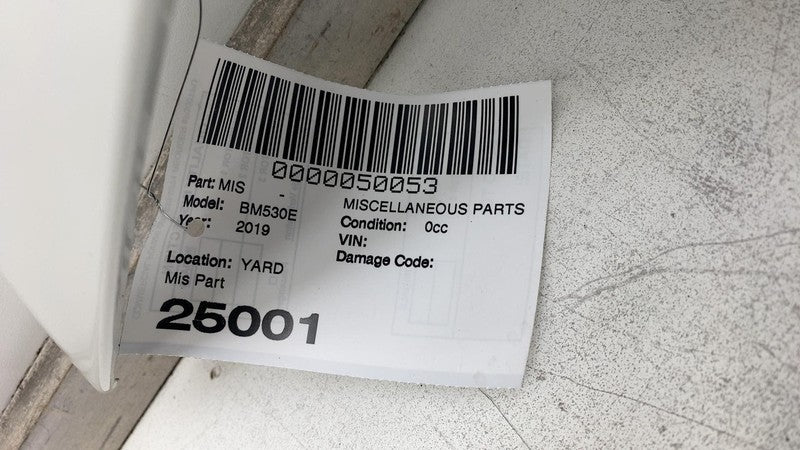 0000050053
Part: MIS -
MISCELLANEOUS PARTS
Model: BM530E
Condition: 0cc
Year: 2019
VIN:
Location: YARD
Damage Code:
Mis Part
25001